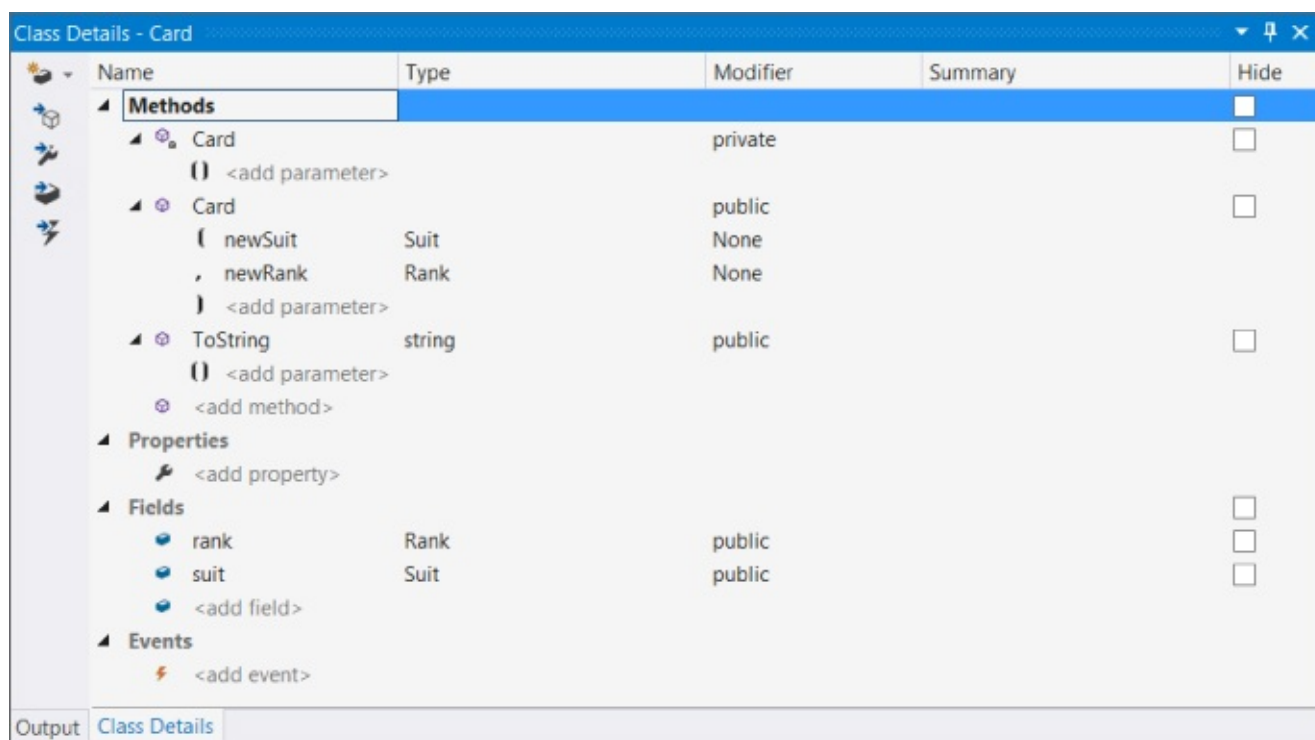 Class Details - Card
Name Type Modifier Summary Hide
Methods
Card private
() <add parameter>
Card public
( newSuit Suit None
, newRank Rank None
) <add parameter>
ToString string public
() <add parameter>
<add method>
Properties
<add property>
Fields
rank Rank public
suit Suit public
<add field>
Events
<add event>
Output Class Details